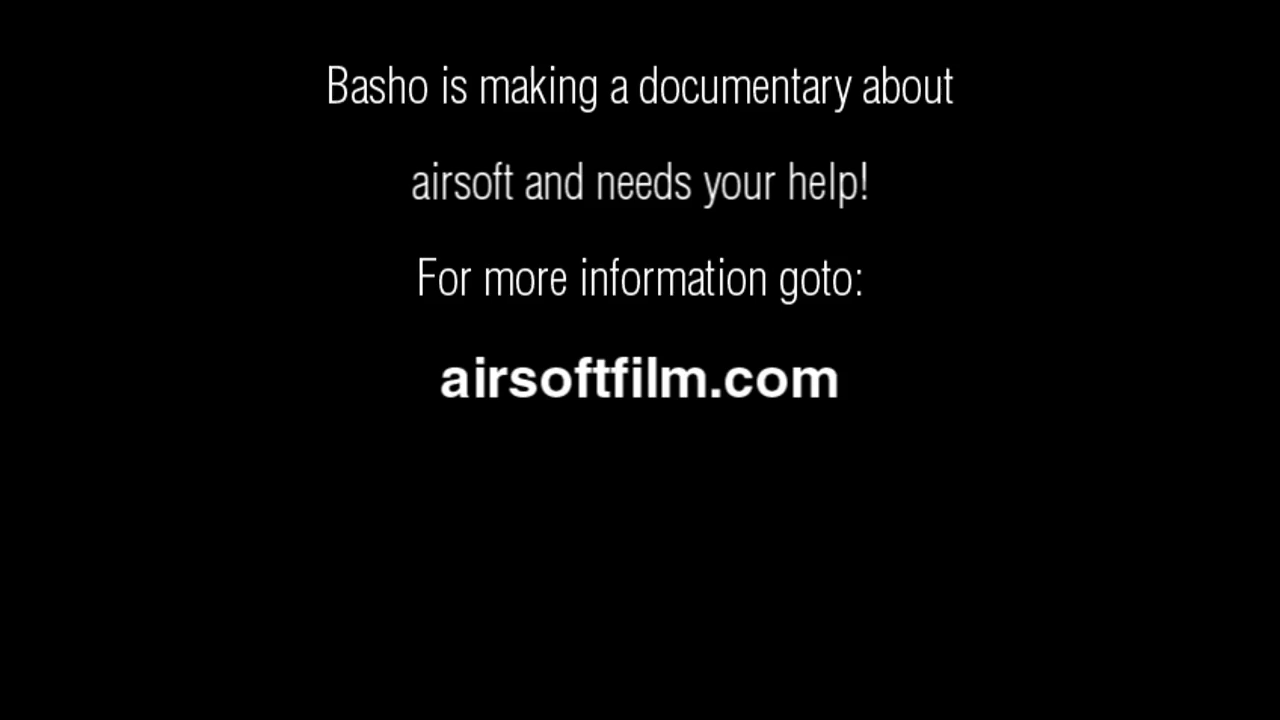 Basho is making a documentary about
airsoft and needs your help!
For more information goto:
airsoftfilm.com